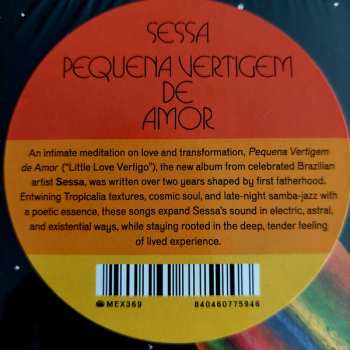 SESSA
PEQUENA VERTIGEM
DE
AMOR
An intimate meditation on love and transformation, Pequena Vertigem
de Amor (“Little Love Vertigo”), the new album from celebrated Brazilian
artist Sessa, was written over two years shaped by first fatherhood.
Entwining Tropicalia textures, cosmic soul, and late-night samba-jazz with
a poetic essence, these songs expand Sessa’s sound in electric, astral,
and existential ways, while staying rooted in the deep, tender feeling
of lived experience.
MEX369 840460775946